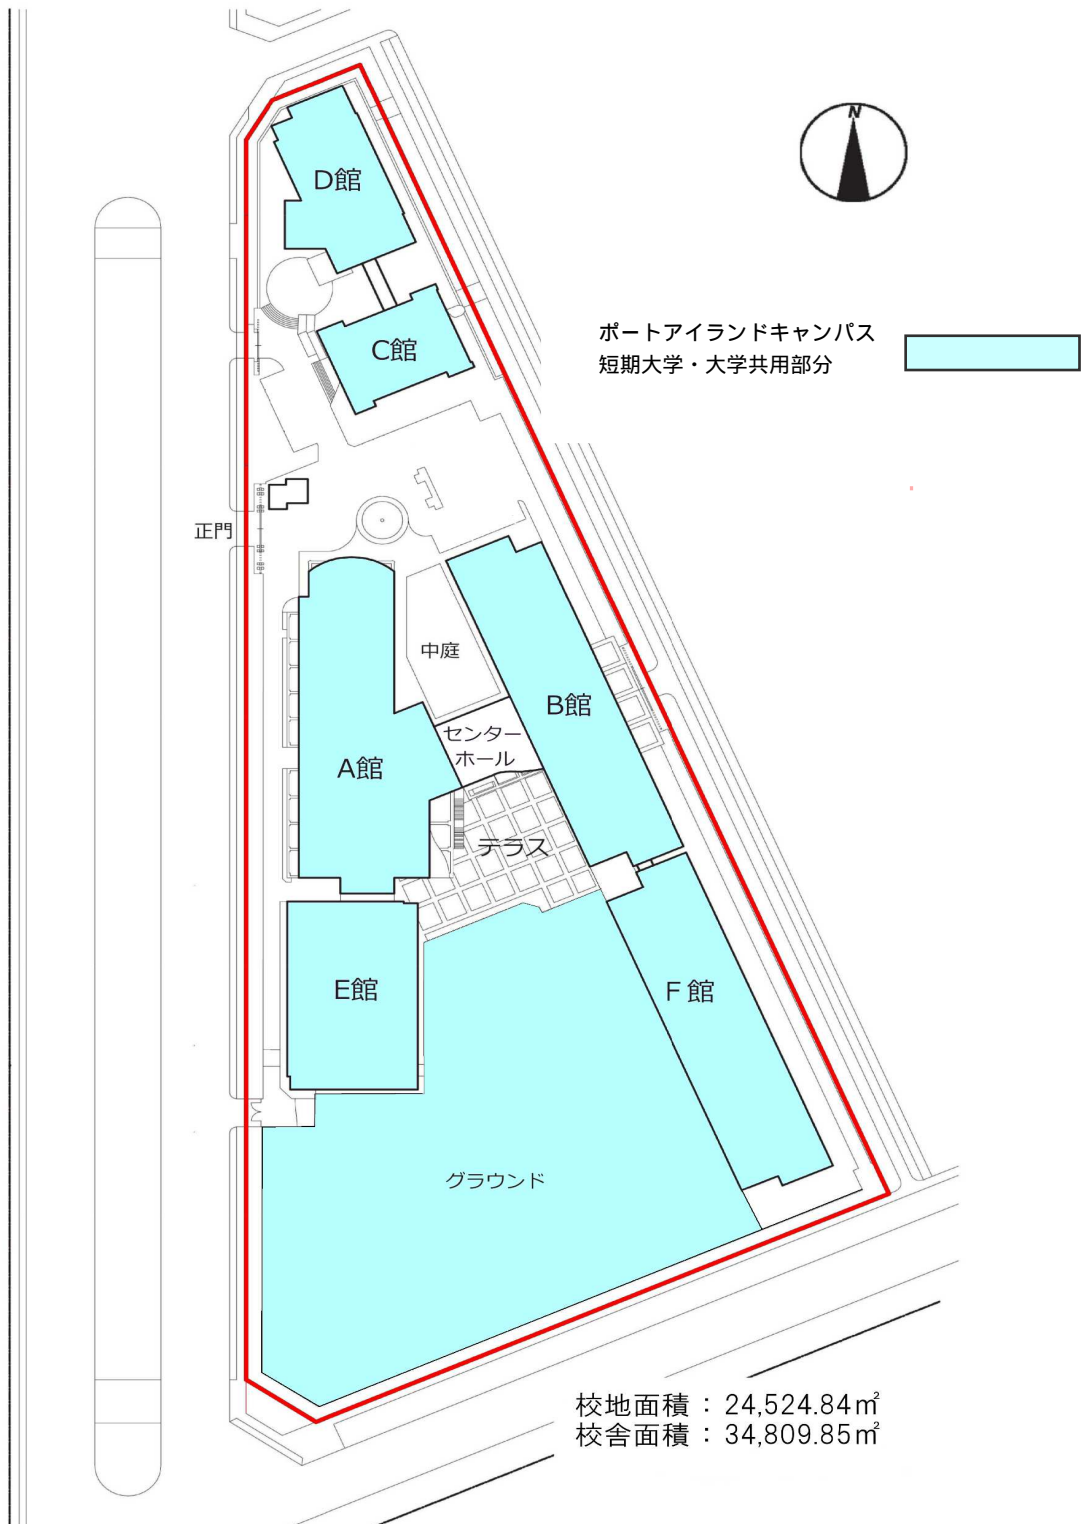 N
D館
C館
ポートアイランドキャンパス
短期大学・大学共用部分
正門
中庭
B館
センター
ホール
A館
テラス
E館
F館
グラウンド
校地面積：24,524.84㎡
校舎面積：34,809.85㎡